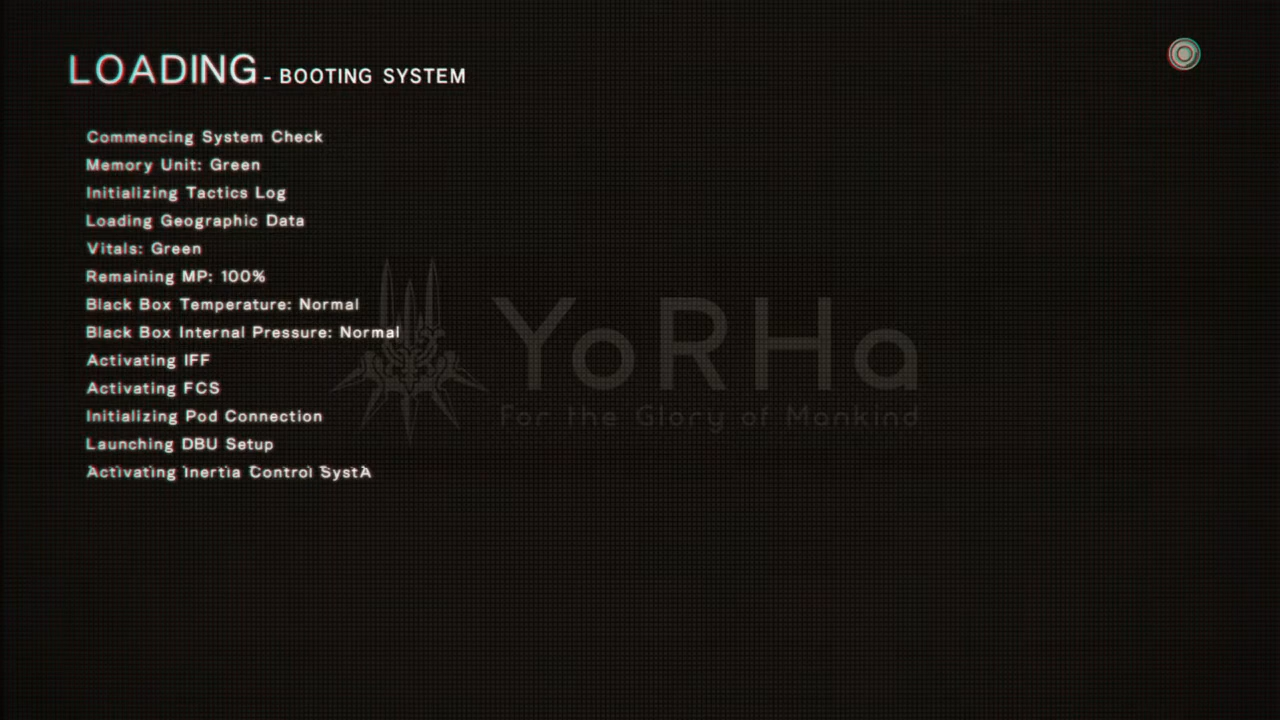 LOADING - BOOTING SYSTEM
Commencing System Check
Memory Unit: Green
Initializing Tactics Log
Loading Geographic Data
Vitals: Green
Remaining MP: 100%
Black Box Temperature: Normal
Black Box Internal Pressure: Normal
Activating IFF
Activating FCS
Initializing Pod Connection
Launching DBU Setup
Activating Inertia Control SystA
YoRHa
For the Glory of Mankind